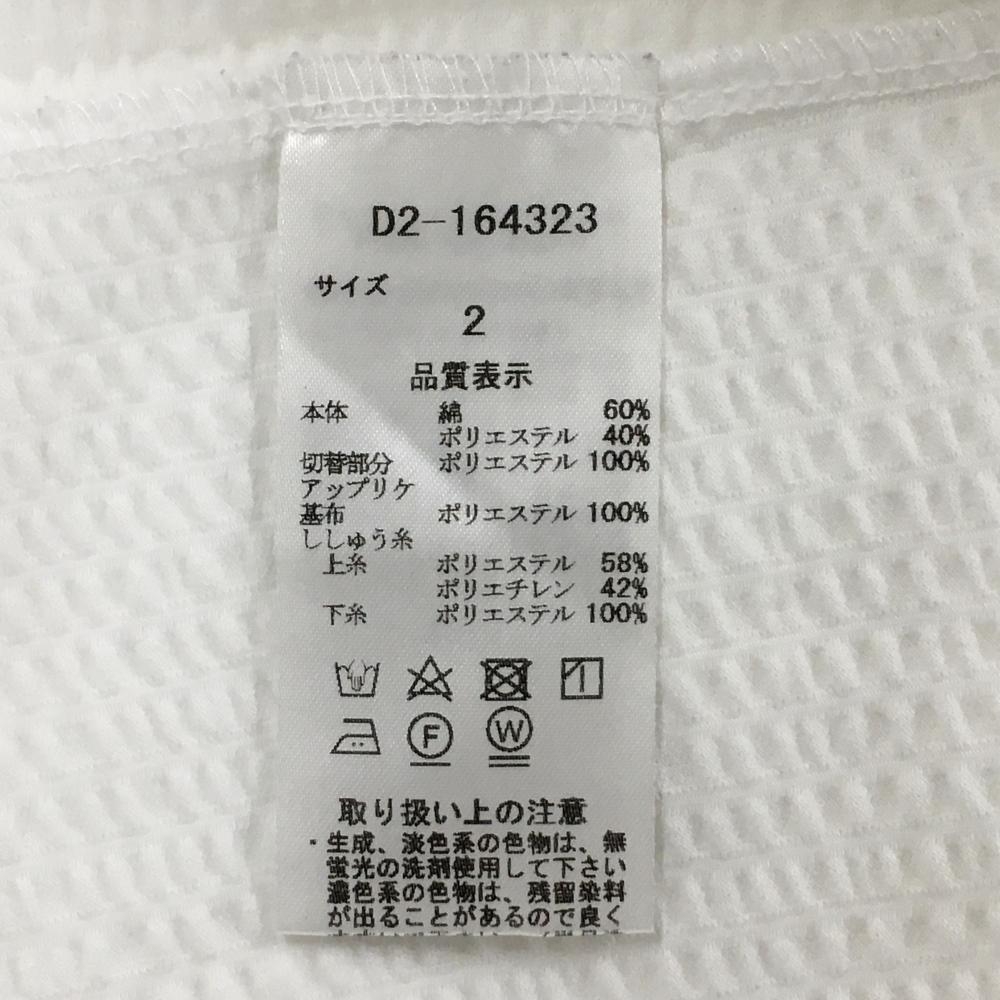 D2-164323
サイズ
2
品質表示
本体 綿 60%
ポリエステル 40%
切替部分 ポリエステル 100%
アップリケ
基布 ポリエステル 100%
ししゅう糸
上糸 ポリエステル 58%
ポリエチレン 42%
下糸 ポリエステル 100%
F W
取り扱い上の注意
・生成、淡色系の色物は、無
蛍光の洗剤使用して下さい
濃色系の色物は、残留染料
が出ることがあるので良く